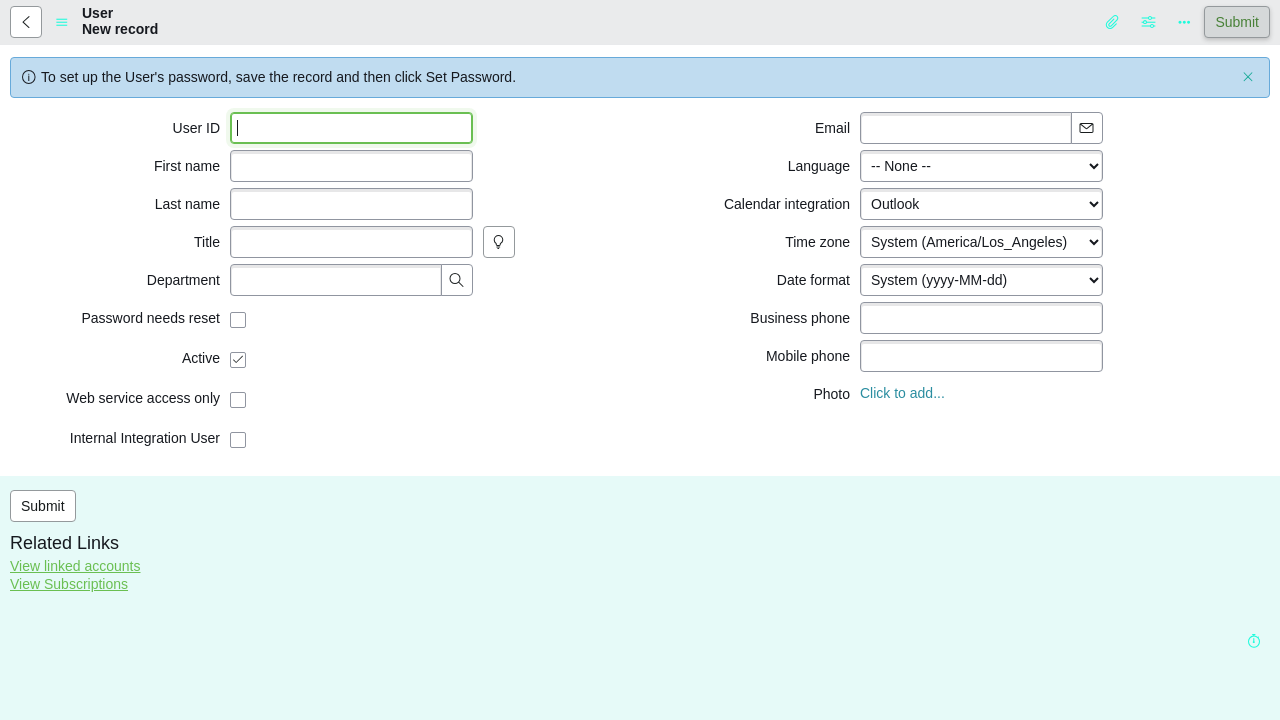 User
New record
Submit
To set up the User's password, save the record and then click Set Password.
User ID
First name
Last name
Title
Department
Password needs reset
Active
Web service access only
Internal Integration User
Email
Language -- None --
Calendar integration Outlook
Time zone System (America/Los_Angeles)
Date format System (yyyy-MM-dd)
Business phone
Mobile phone
Photo Click to add...
Submit
Related Links
View linked accounts
View Subscriptions